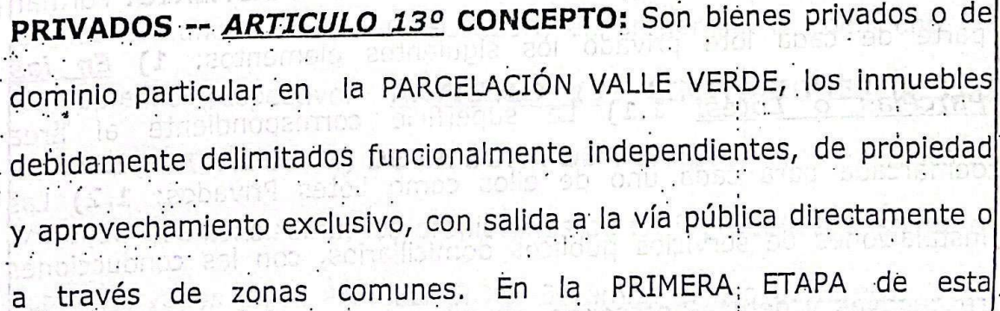 PRIVADOS -- ARTICULO 13º CONCEPTO: Son bienes privados o de
dominio particular en la PARCELACIÓN VALLE VERDE, los inmuebles
debidamente delimitados funcionalmente independientes, de propiedad
y aprovechamiento exclusivo, con salida a la vía pública directamente o
a través de zonas comunes. En la PRIMERA ETAPA de esta